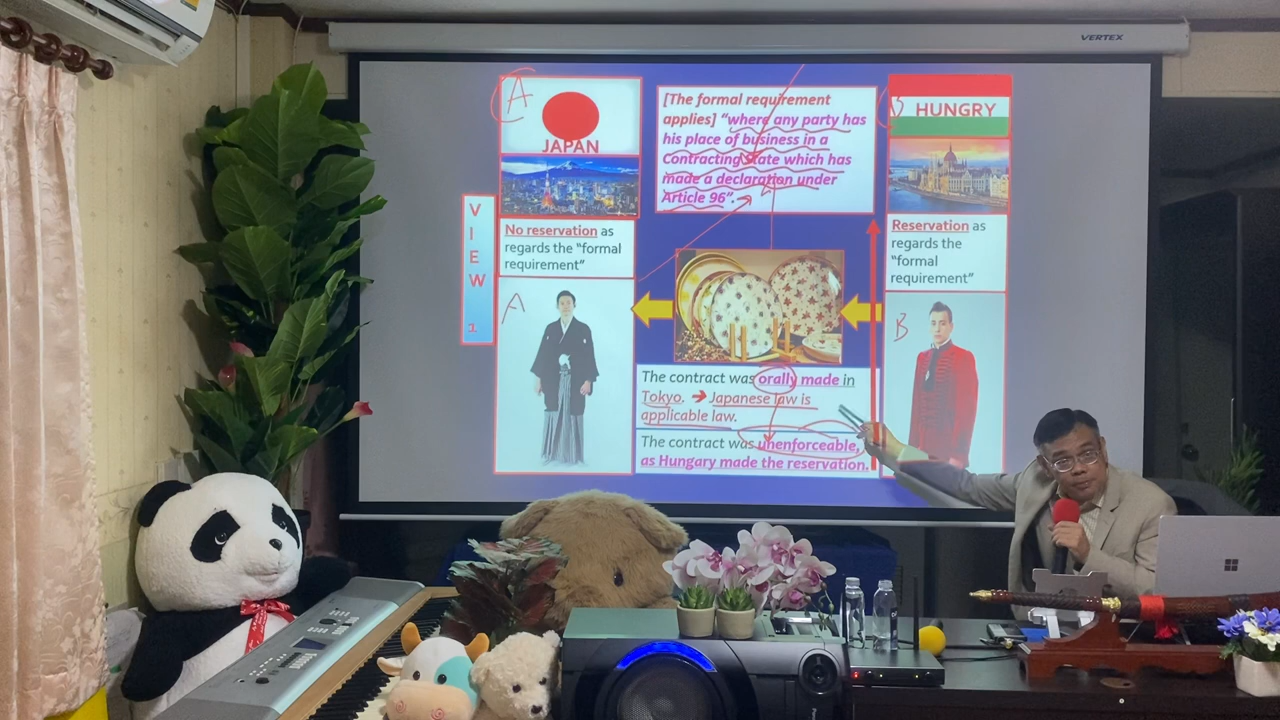 VERTEX
A
JAPAN
[The formal requirement
applies] “where any party has
his place of business in a
Contracting State which has
made a declaration under
Article 96”.
B
HUNGRY
V
I
E
W
1
No reservation as
regards the “formal
requirement”
Reservation as
regards the
“formal
requirement”
A
B
The contract was orally made in
Tokyo. ➔ Japanese law is
applicable law.
The contract was unenforceable,
as Hungary made the reservation.